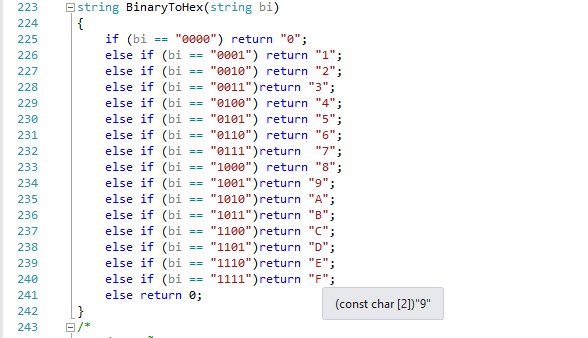 223 string BinaryToHex(string bi)
224 {
225 if (bi == "0000") return "0";
226 else if (bi == "0001") return "1";
227 else if (bi == "0010") return "2";
228 else if (bi == "0011")return "3";
229 else if (bi == "0100") return "4";
230 else if (bi == "0101") return "5";
231 else if (bi == "0110") return "6";
232 else if (bi == "0111")return  "7";
233 else if (bi == "1000") return "8";
234 else if (bi == "1001")return "9";
235 else if (bi == "1010")return "A";
236 else if (bi == "1011")return "B";
237 else if (bi == "1100")return "C";
238 else if (bi == "1101")return "D";
239 else if (bi == "1110")return "E";
240 else if (bi == "1111")return "F";
241 else return 0;
(const char [2])"9"
242 }
243 /*